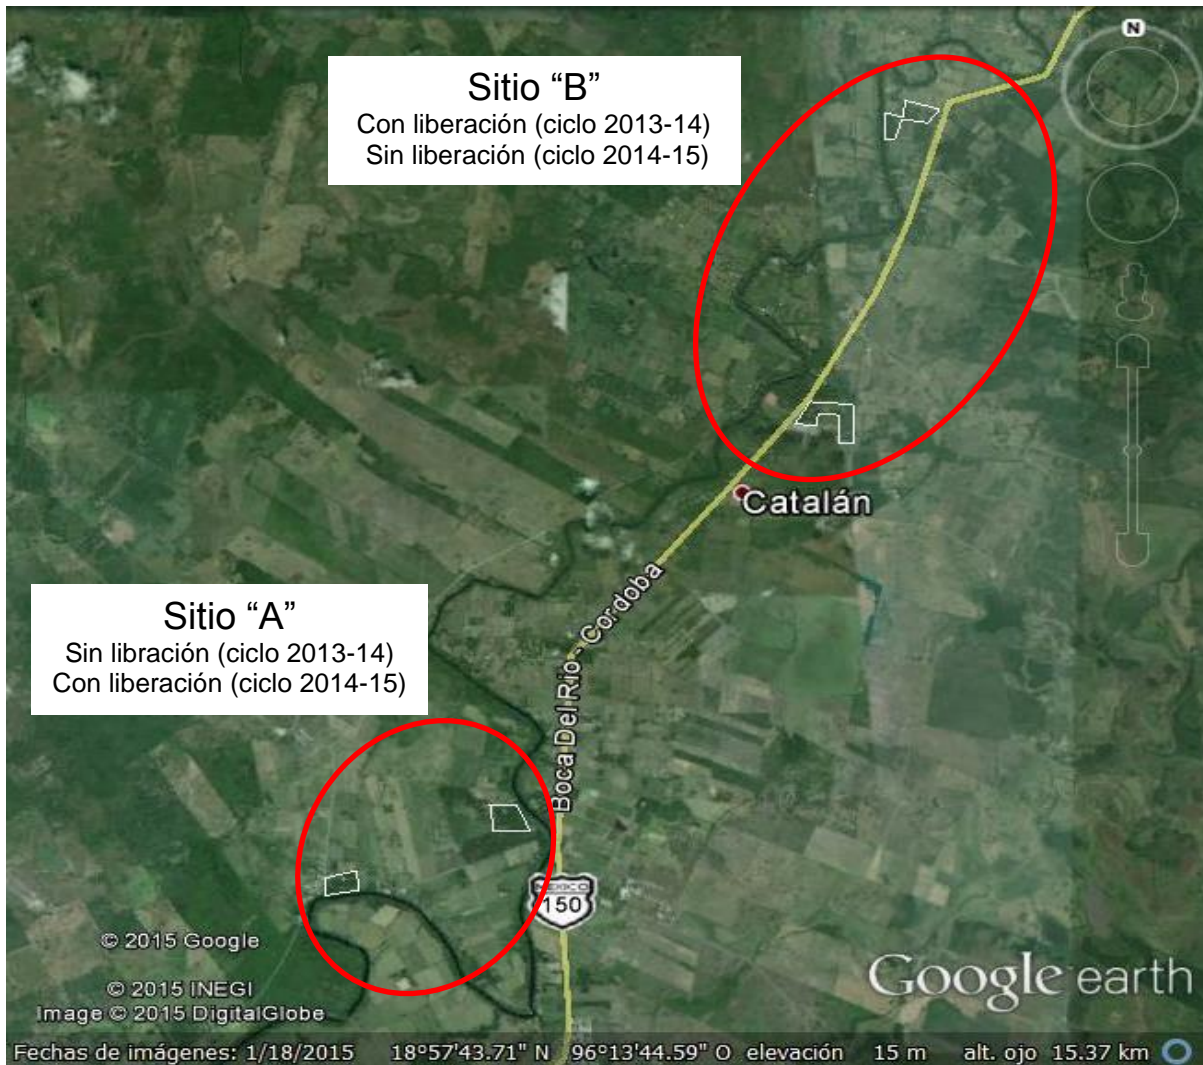 N
Sitio “B”
Con liberación (ciclo 2013-14)
Sin liberación (ciclo 2014-15)
Catalán
Boca Del Rio - Cordoba
Sitio “A”
Sin libración (ciclo 2013-14)
Con liberación (ciclo 2014-15)
MEXICO
150
© 2015 Google
© 2015 INEGI
Image © 2015 DigitalGlobe
Google earth
Fechas de imágenes: 1/18/2015 18°57'43.71" N 96°13'44.59" O elevación 15 m alt. ojo 15.37 km